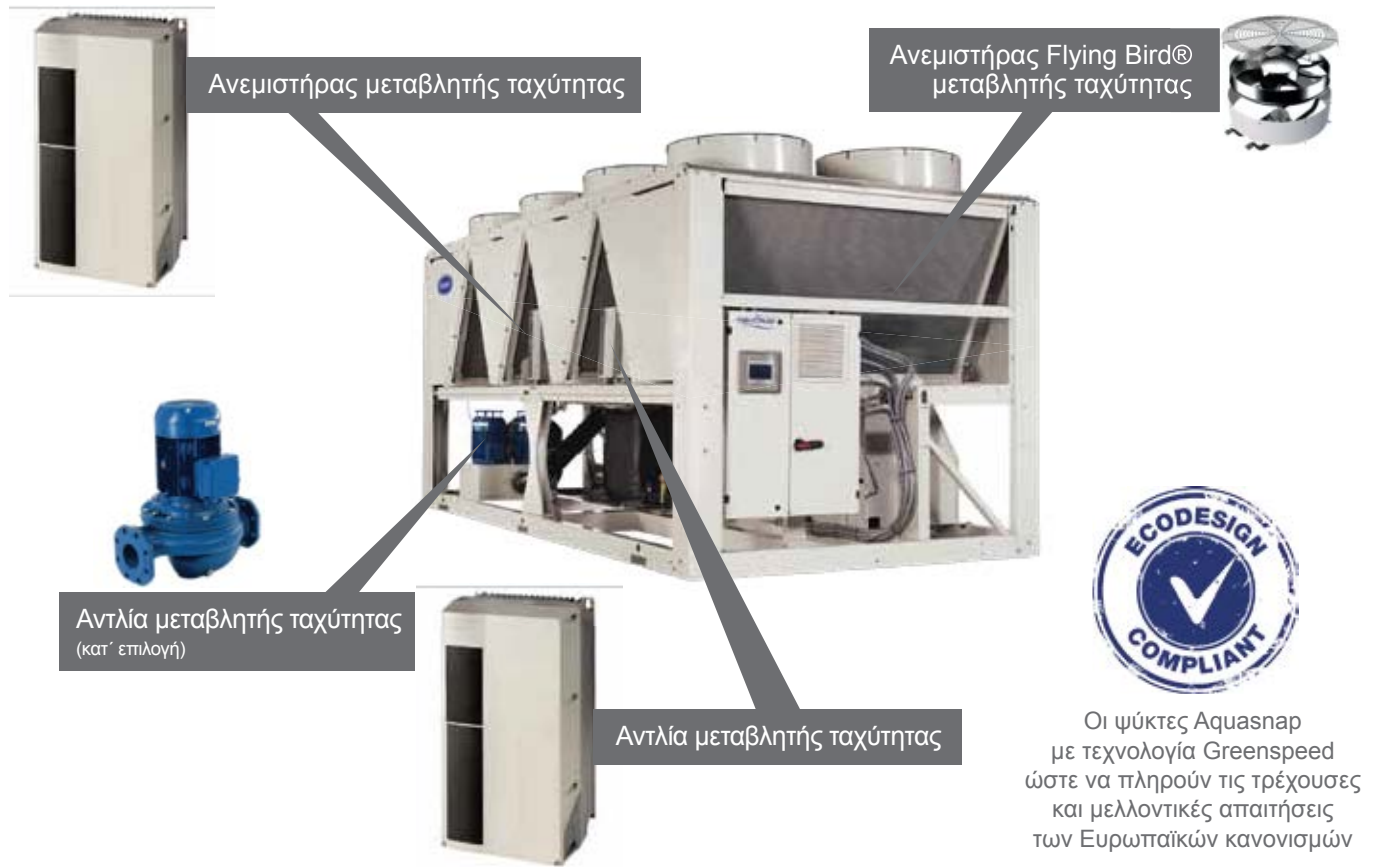 Ανεμιστήρας μεταβλητής ταχύτητας
Ανεμιστήρας Flying Bird®
μεταβλητής ταχύτητας
Αντλία μεταβλητής ταχύτητας
(κατ΄ επιλογή)
Αντλία μεταβλητής ταχύτητας
ECODESIGN
COMPLIANT
Οι ψύκτες Aquasnap
με τεχνολογία Greenspeed
ώστε να πληρούν τις τρέχουσες
και μελλοντικές απαιτήσεις
των Ευρωπαϊκών κανονισμών